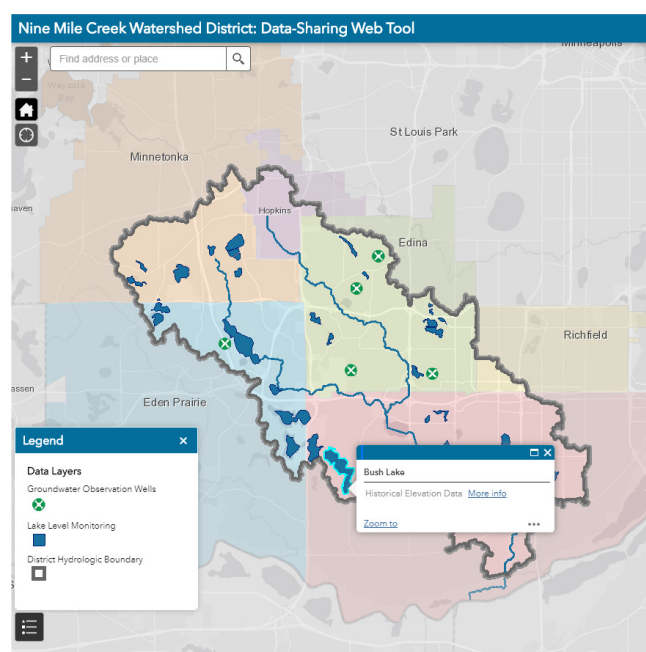 Nine Mile Creek Watershed District: Data-Sharing Web Tool
Minneapolis
+
Find address or place
−
Wayzata
Bay
St Louis Park
Minnetonka
Hopkins
Edina
Richfield
Eden Prairie
Legend ×
Data Layers
Groundwater Observation Wells
Lake Level Monitoring
District Hydrologic Boundary
Bush Lake
Historical Elevation Data More info
Zoom to •••